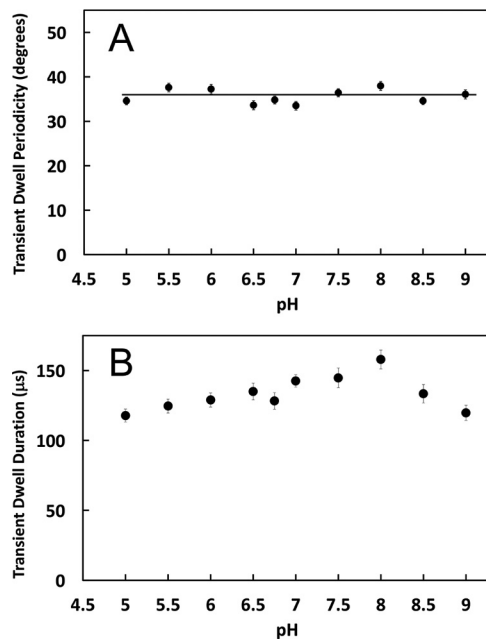 A
Transient Dwell Periodicity (degrees)
50
40
30
20
10
0
4.5 5 5.5 6 6.5 7 7.5 8 8.5 9
pH
B
Transient Dwell Duration (μs)
150
100
50
0
4.5 5 5.5 6 6.5 7 7.5 8 8.5 9
pH